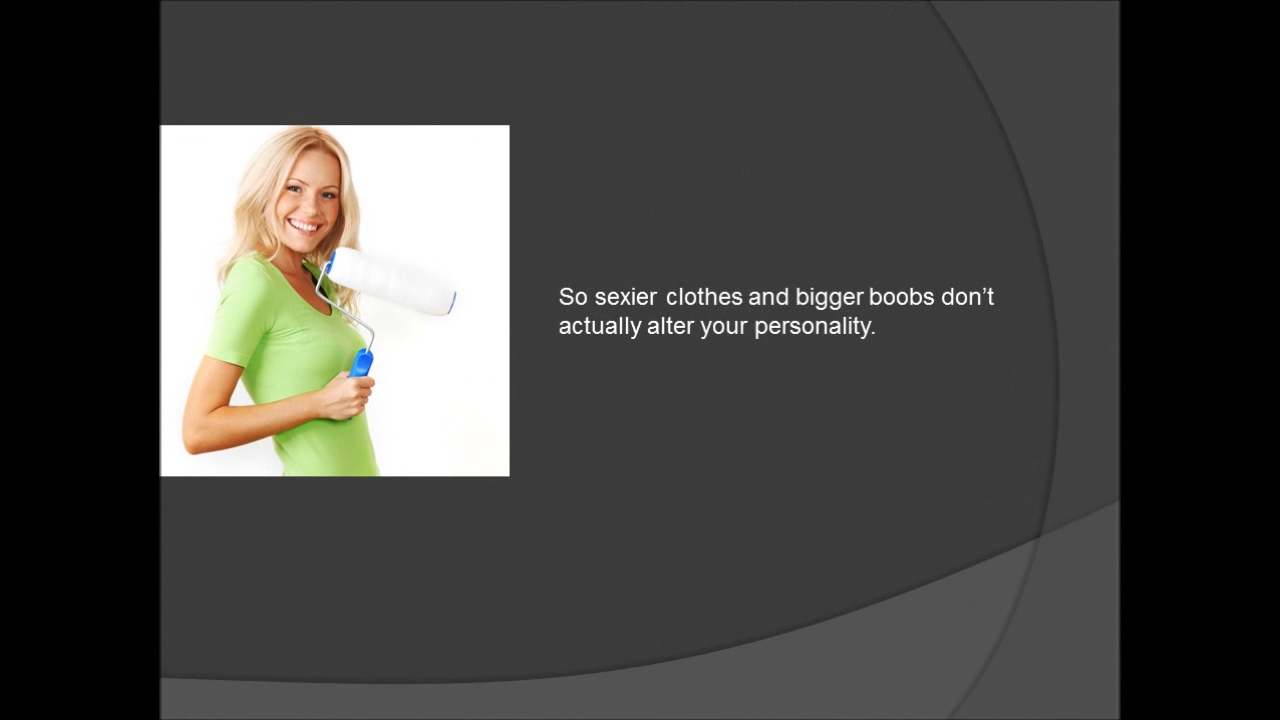 So sexier clothes and bigger boobs don’t
actually alter your personality.